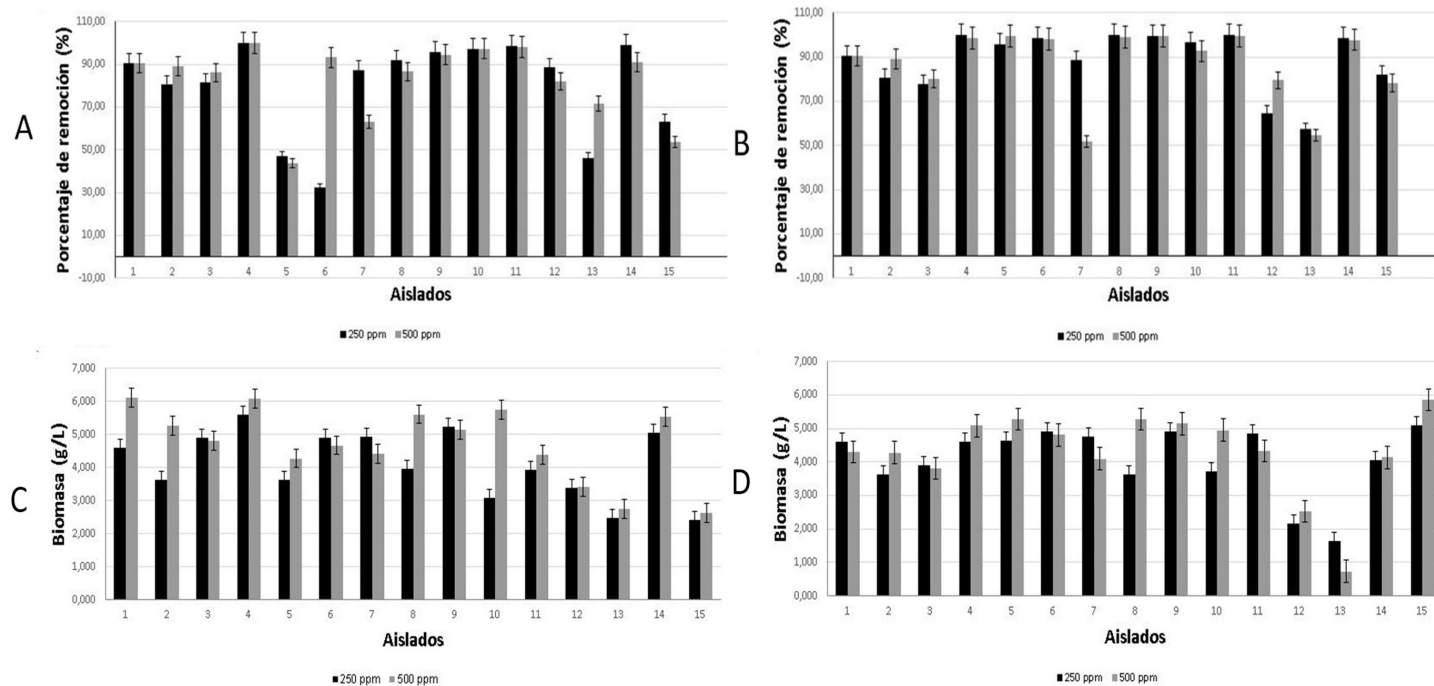 A
Porcentaje de remoción (%)
110,00
90,00
70,00
50,00
30,00
10,00
-10,00
1 2 3 4 5 6 7 8 9 10 11 12 13 14 15
Aislados
250 ppm 500 ppm
B
Porcentaje de remoción (%)
110,00
90,00
70,00
50,00
30,00
10,00
-10,00
1 2 3 4 5 6 7 8 9 10 11 12 13 14 15
Aislados
250 ppm 500 ppm
C
Biomasa (g/L)
7,000
6,000
5,000
4,000
3,000
2,000
1,000
0,000
1 2 3 4 5 6 7 8 9 10 11 12 13 14 15
Aislados
250 ppm 500 ppm
D
Biomasa (g/L)
7,000
6,000
5,000
4,000
3,000
2,000
1,000
0,000
1 2 3 4 5 6 7 8 9 10 11 12 13 14 15
Aislados
250 ppm 500 ppm